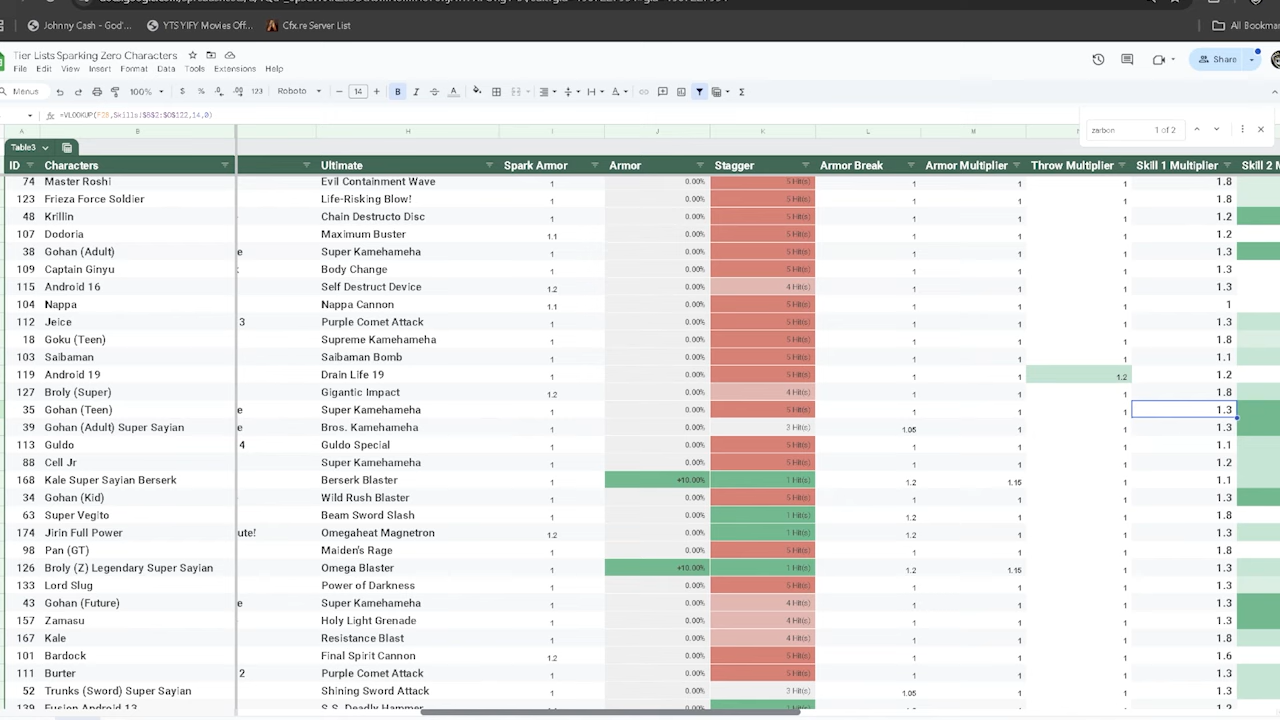 Johnny Cash - God'... YTS YIFY Movies Off... Cfx.re Server List All Bookm
Tier Lists Sparking Zero Characters
File Edit View Insert Format Data Tools Extensions Help Share
Menus 100% $ % .0 .00 123 Roboto 14 B I
zarbon 1 of 2
A B H I J K L M
Table3
ID Characters Ultimate Spark Armor Armor Stagger Armor Break Armor Multiplier Throw Multiplier Skill 1 Multiplier Skill 2 M
74 Master Roshi Evil Containment Wave 1 0.00% 5 Hit(s) 1 1 1 1.8
123 Frieza Force Soldier Life-Risking Blow! 1 0.00% 5 Hit(s) 1 1 1 1.8
48 Krillin Chain Destructo Disc 1 0.00% 5 Hit(s) 1 1 1 1.2
107 Dodoria Maximum Buster 1.1 0.00% 5 Hit(s) 1 1 1 1.2
38 Gohan (Adult) e Super Kamehameha 1 0.00% 5 Hit(s) 1 1 1 1.3
109 Captain Ginyu Body Change 1 0.00% 5 Hit(s) 1 1 1 1.3
115 Android 16 Self Destruct Device 1.2 0.00% 4 Hit(s) 1 1 1 1.3
104 Nappa Nappa Cannon 1.1 0.00% 5 Hit(s) 1 1 1 1
112 Jeice 3 Purple Comet Attack 1 0.00% 5 Hit(s) 1 1 1 1.3
18 Goku (Teen) Supreme Kamehameha 1 0.00% 5 Hit(s) 1 1 1 1.8
103 Saibaman Saibaman Bomb 1 0.00% 5 Hit(s) 1 1 1 1.1
119 Android 19 Drain Life 19 1 0.00% 5 Hit(s) 1 1 1.2 1.2
127 Broly (Super) Gigantic Impact 1.2 0.00% 4 Hit(s) 1 1 1 1.8
35 Gohan (Teen) e Super Kamehameha 1 0.00% 5 Hit(s) 1 1 1 1.3
39 Gohan (Adult) Super Sayian e Bros. Kamehameha 1 0.00% 3 Hit(s) 1.05 1 1 1.3
113 Guldo 4 Guldo Special 1 0.00% 5 Hit(s) 1 1 1 1.1
88 Cell Jr Super Kamehameha 1 0.00% 5 Hit(s) 1 1 1 1.2
168 Kale Super Sayian Berserk Berserk Blaster 1 +10.00% 1 Hit(s) 1.2 1.15 1 1.1
34 Gohan (Kid) Wild Rush Blaster 1 0.00% 5 Hit(s) 1 1 1 1.3
63 Super Vegito Beam Sword Slash 1 0.00% 1 Hit(s) 1.2 1 1 1.8
174 Jirin Full Power ute! Omegaheat Magnetron 1.2 0.00% 1 Hit(s) 1.2 1 1 1.3
98 Pan (GT) Maiden's Rage 1 0.00% 5 Hit(s) 1 1 1 1.8
126 Broly (Z) Legendary Super Sayian Omega Blaster 1 +10.00% 1 Hit(s) 1.2 1.15 1 1.3
133 Lord Slug Power of Darkness 1 0.00% 5 Hit(s) 1 1 1 1.3
43 Gohan (Future) e Super Kamehameha 1 0.00% 4 Hit(s) 1 1 1 1.3
157 Zamasu Holy Light Grenade 1 0.00% 4 Hit(s) 1 1 1 1.3
167 Kale Resistance Blast 1 0.00% 4 Hit(s) 1 1 1 1.8
101 Bardock Final Spirit Cannon 1.2 0.00% 5 Hit(s) 1 1 1 1.6
111 Burter 2 Purple Comet Attack 1 0.00% 5 Hit(s) 1 1 1 1.3
52 Trunks (Sword) Super Sayian Shining Sword Attack 1 0.00% 3 Hit(s) 1.05 1 1 1.3
139 Fusion Android 13 S.S. Deadly Hammer